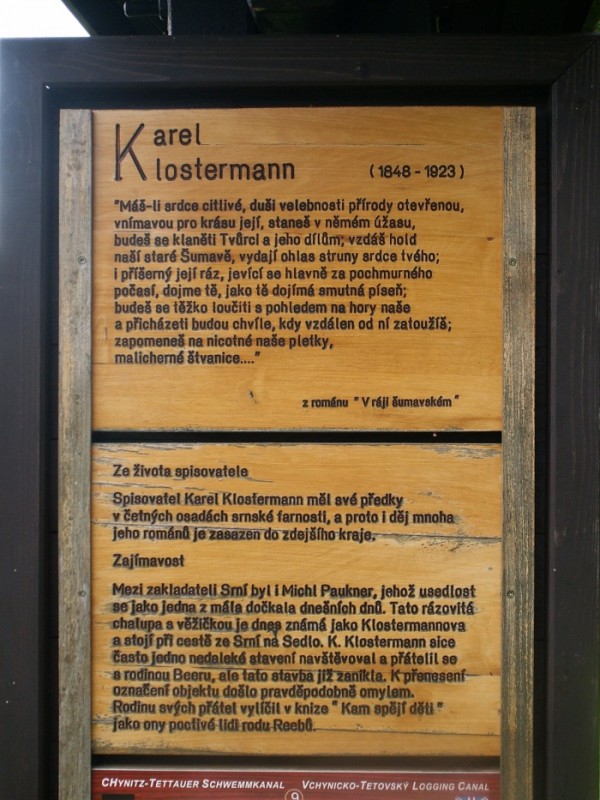 Karel
Klostermann (1848 - 1923)
"Máš-li srdce citlivé, duši velebnosti přírody otevřenou,
vnímavou pro krásu její, staneš v němém úžasu,
budeš se klaněti Tvůrci a jeho dílům; vzdáš hold
naší staré Šumavě, vydají ohlas struny srdce tvého;
i příšerný její ráz, jevící se hlavně za pochmurného
počasí, dojme tě, jako tě dojímá smutná píseň;
budeš se těžko loučiti s pohledem na hory naše
a přicházeti budou chvíle, kdy vzdálen od ní zatoužíš;
zapomeneš na nicotné naše pletky,
malicherné štvanice...."
z románu "V ráji šumavském"
Ze života spisovatele
Spisovatel Karel Klostermann měl své předky
v četných osadách srnské farnosti, a proto i děj mnoha
jeho románů je zasazen do zdejšího kraje.
Zajímavost
Mezi zakladateli Srní byl i Michl Paukner, jehož usedlost
se jako jedna z mála dočkala dnešních dnů. Tato rázovitá
chalupa s věžičkou je dnes známá jako Klostermannova
a stojí při cestě ze Srní na Sedlo. K. Klostermann sice
často jedno nedaleké stavení navštěvoval a přátelil se
s rodinou Beeru, ale tato stavba již zanikla. K přenesení
označení objektu došlo pravděpodobně omylem.
Rodinu svých přátel vylíčil v knize "Kam spějí děti"
jako ony poctivé lidi rodu Reebů.
CHYNITZ-TETTAUER SCHWEMMKANAL VCHYNICKO-TETOVSKÝ LOGGING CANAL
9